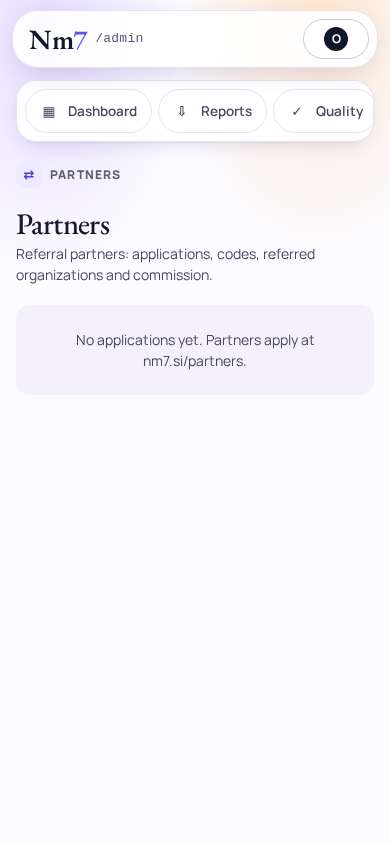 Nm7 /admin
O
Dashboard
Reports
Quality
PARTNERS
Partners
Referral partners: applications, codes, referred
organizations and commission.
No applications yet. Partners apply at
nm7.si/partners.